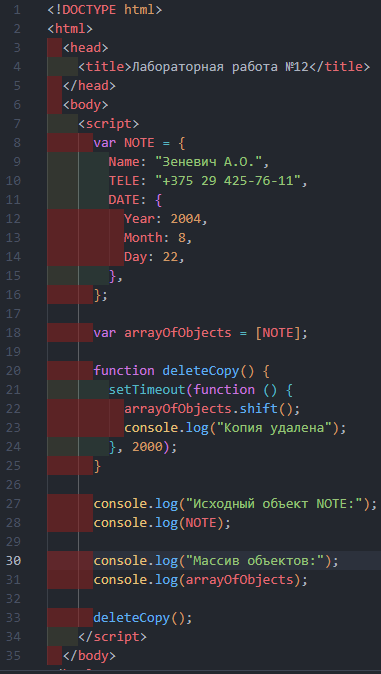 1 <!DOCTYPE html>
2 <html>
3 <head>
4 <title>Лабораторная работа №12</title>
5 </head>
6 <body>
7 <script>
8 var NOTE = {
9 Name: "Зеневич А.О.",
10 TELE: "+375 29 425-76-11",
11 DATE: {
12 Year: 2004,
13 Month: 8,
14 Day: 22,
15 },
16 };
17
18 var arrayOfObjects = [NOTE];
19
20 function deleteCopy() {
21 setTimeout(function () {
22 arrayOfObjects.shift();
23 console.log("Копия удалена");
24 }, 2000);
25 }
26
27 console.log("Исходный объект NOTE:");
28 console.log(NOTE);
29
30 console.log("Массив объектов:");
31 console.log(arrayOfObjects);
32
33 deleteCopy();
34 </script>
35 </body>